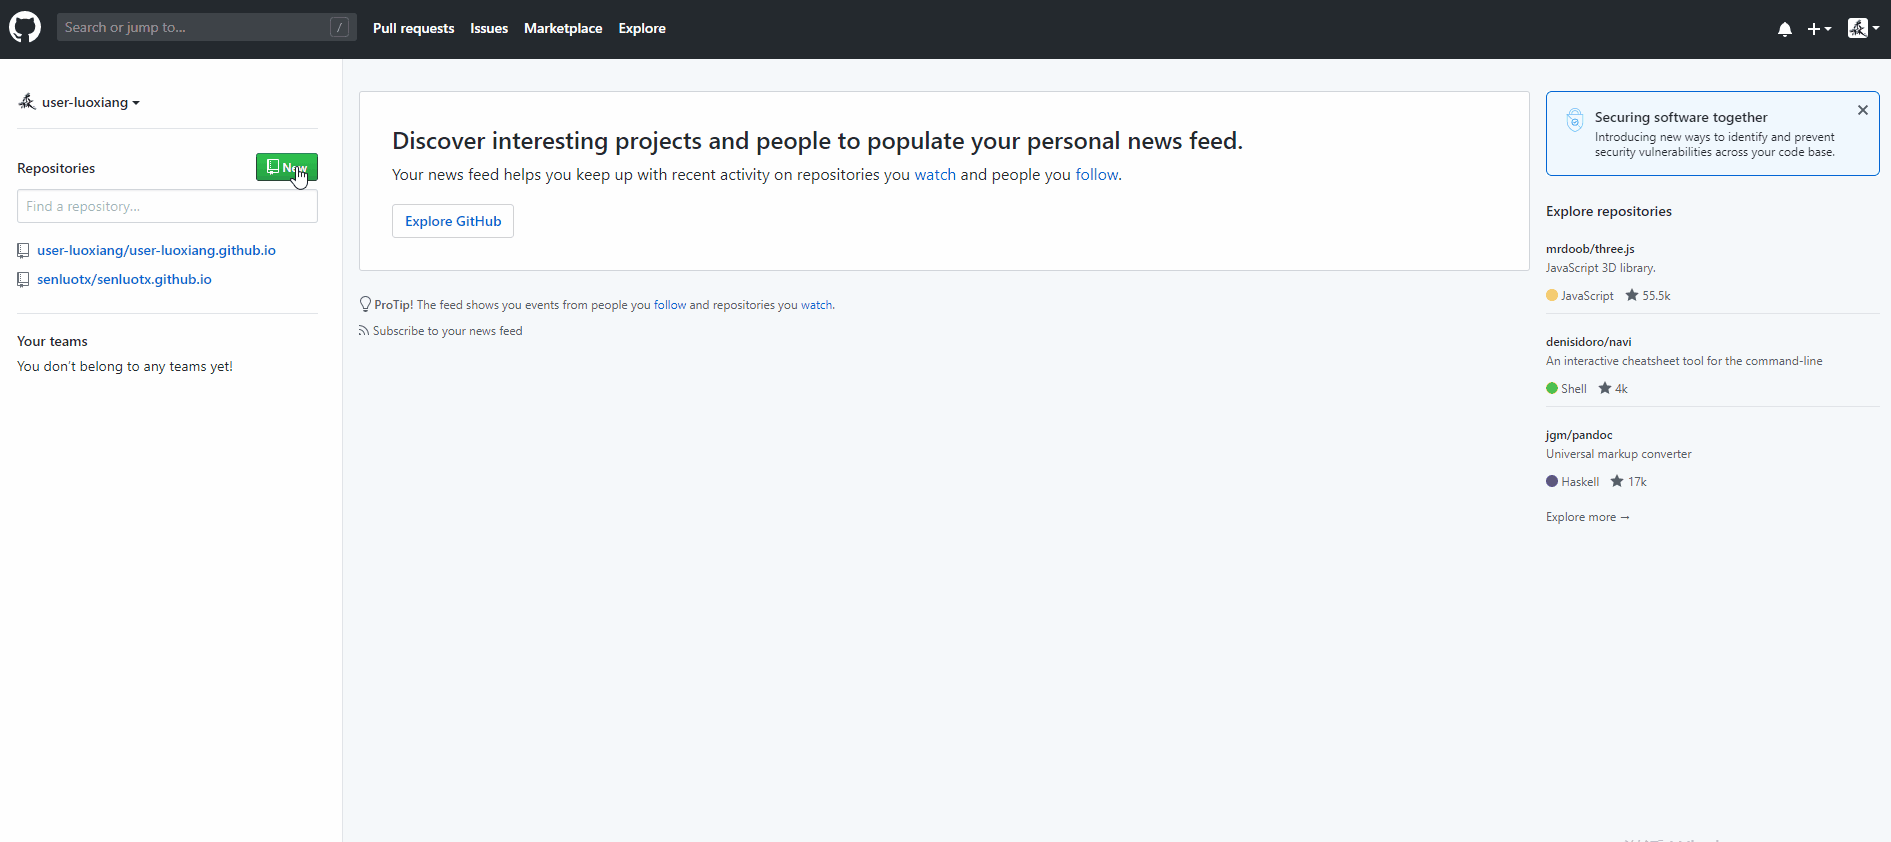 Search or jump to...
/
Pull requests
Issues
Marketplace
Explore
user-luoxiang
Repositories
New
Find a repository...
user-luoxiang/user-luoxiang.github.io
senluotx/senluotx.github.io
Your teams
You don’t belong to any teams yet!
Discover interesting projects and people to populate your personal news feed.
Your news feed helps you keep up with recent activity on repositories you watch and people you follow.
Explore GitHub
ProTip! The feed shows you events from people you follow and repositories you watch.
Subscribe to your news feed
Securing software together
Introducing new ways to identify and prevent
security vulnerabilities across your code base.
Explore repositories
mrdoob/three.js
JavaScript 3D library.
JavaScript 55.5k
denisidoro/navi
An interactive cheatsheet tool for the command-line
Shell 4k
jgm/pandoc
Universal markup converter
Haskell 17k
Explore more →